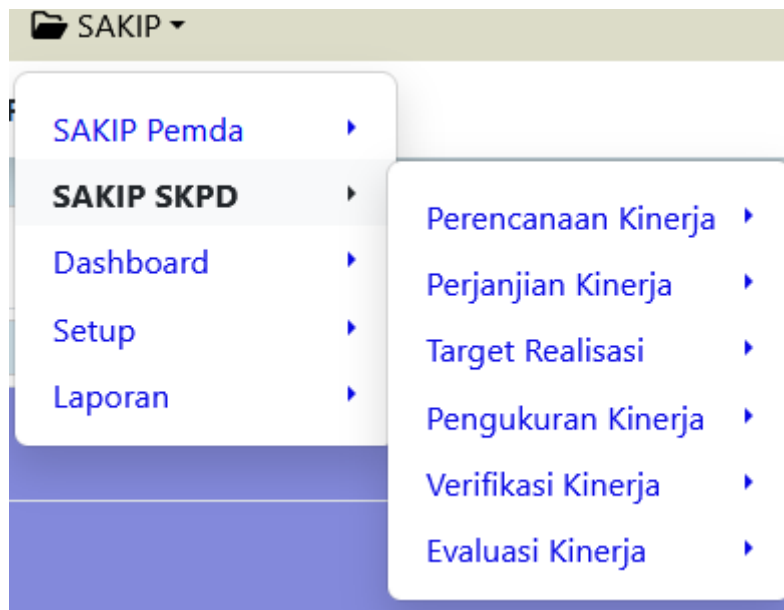 SAKIP
SAKIP Pemda
SAKIP SKPD
Dashboard
Setup
Laporan
Perencanaan Kinerja
Perjanjian Kinerja
Target Realisasi
Pengukuran Kinerja
Verifikasi Kinerja
Evaluasi Kinerja